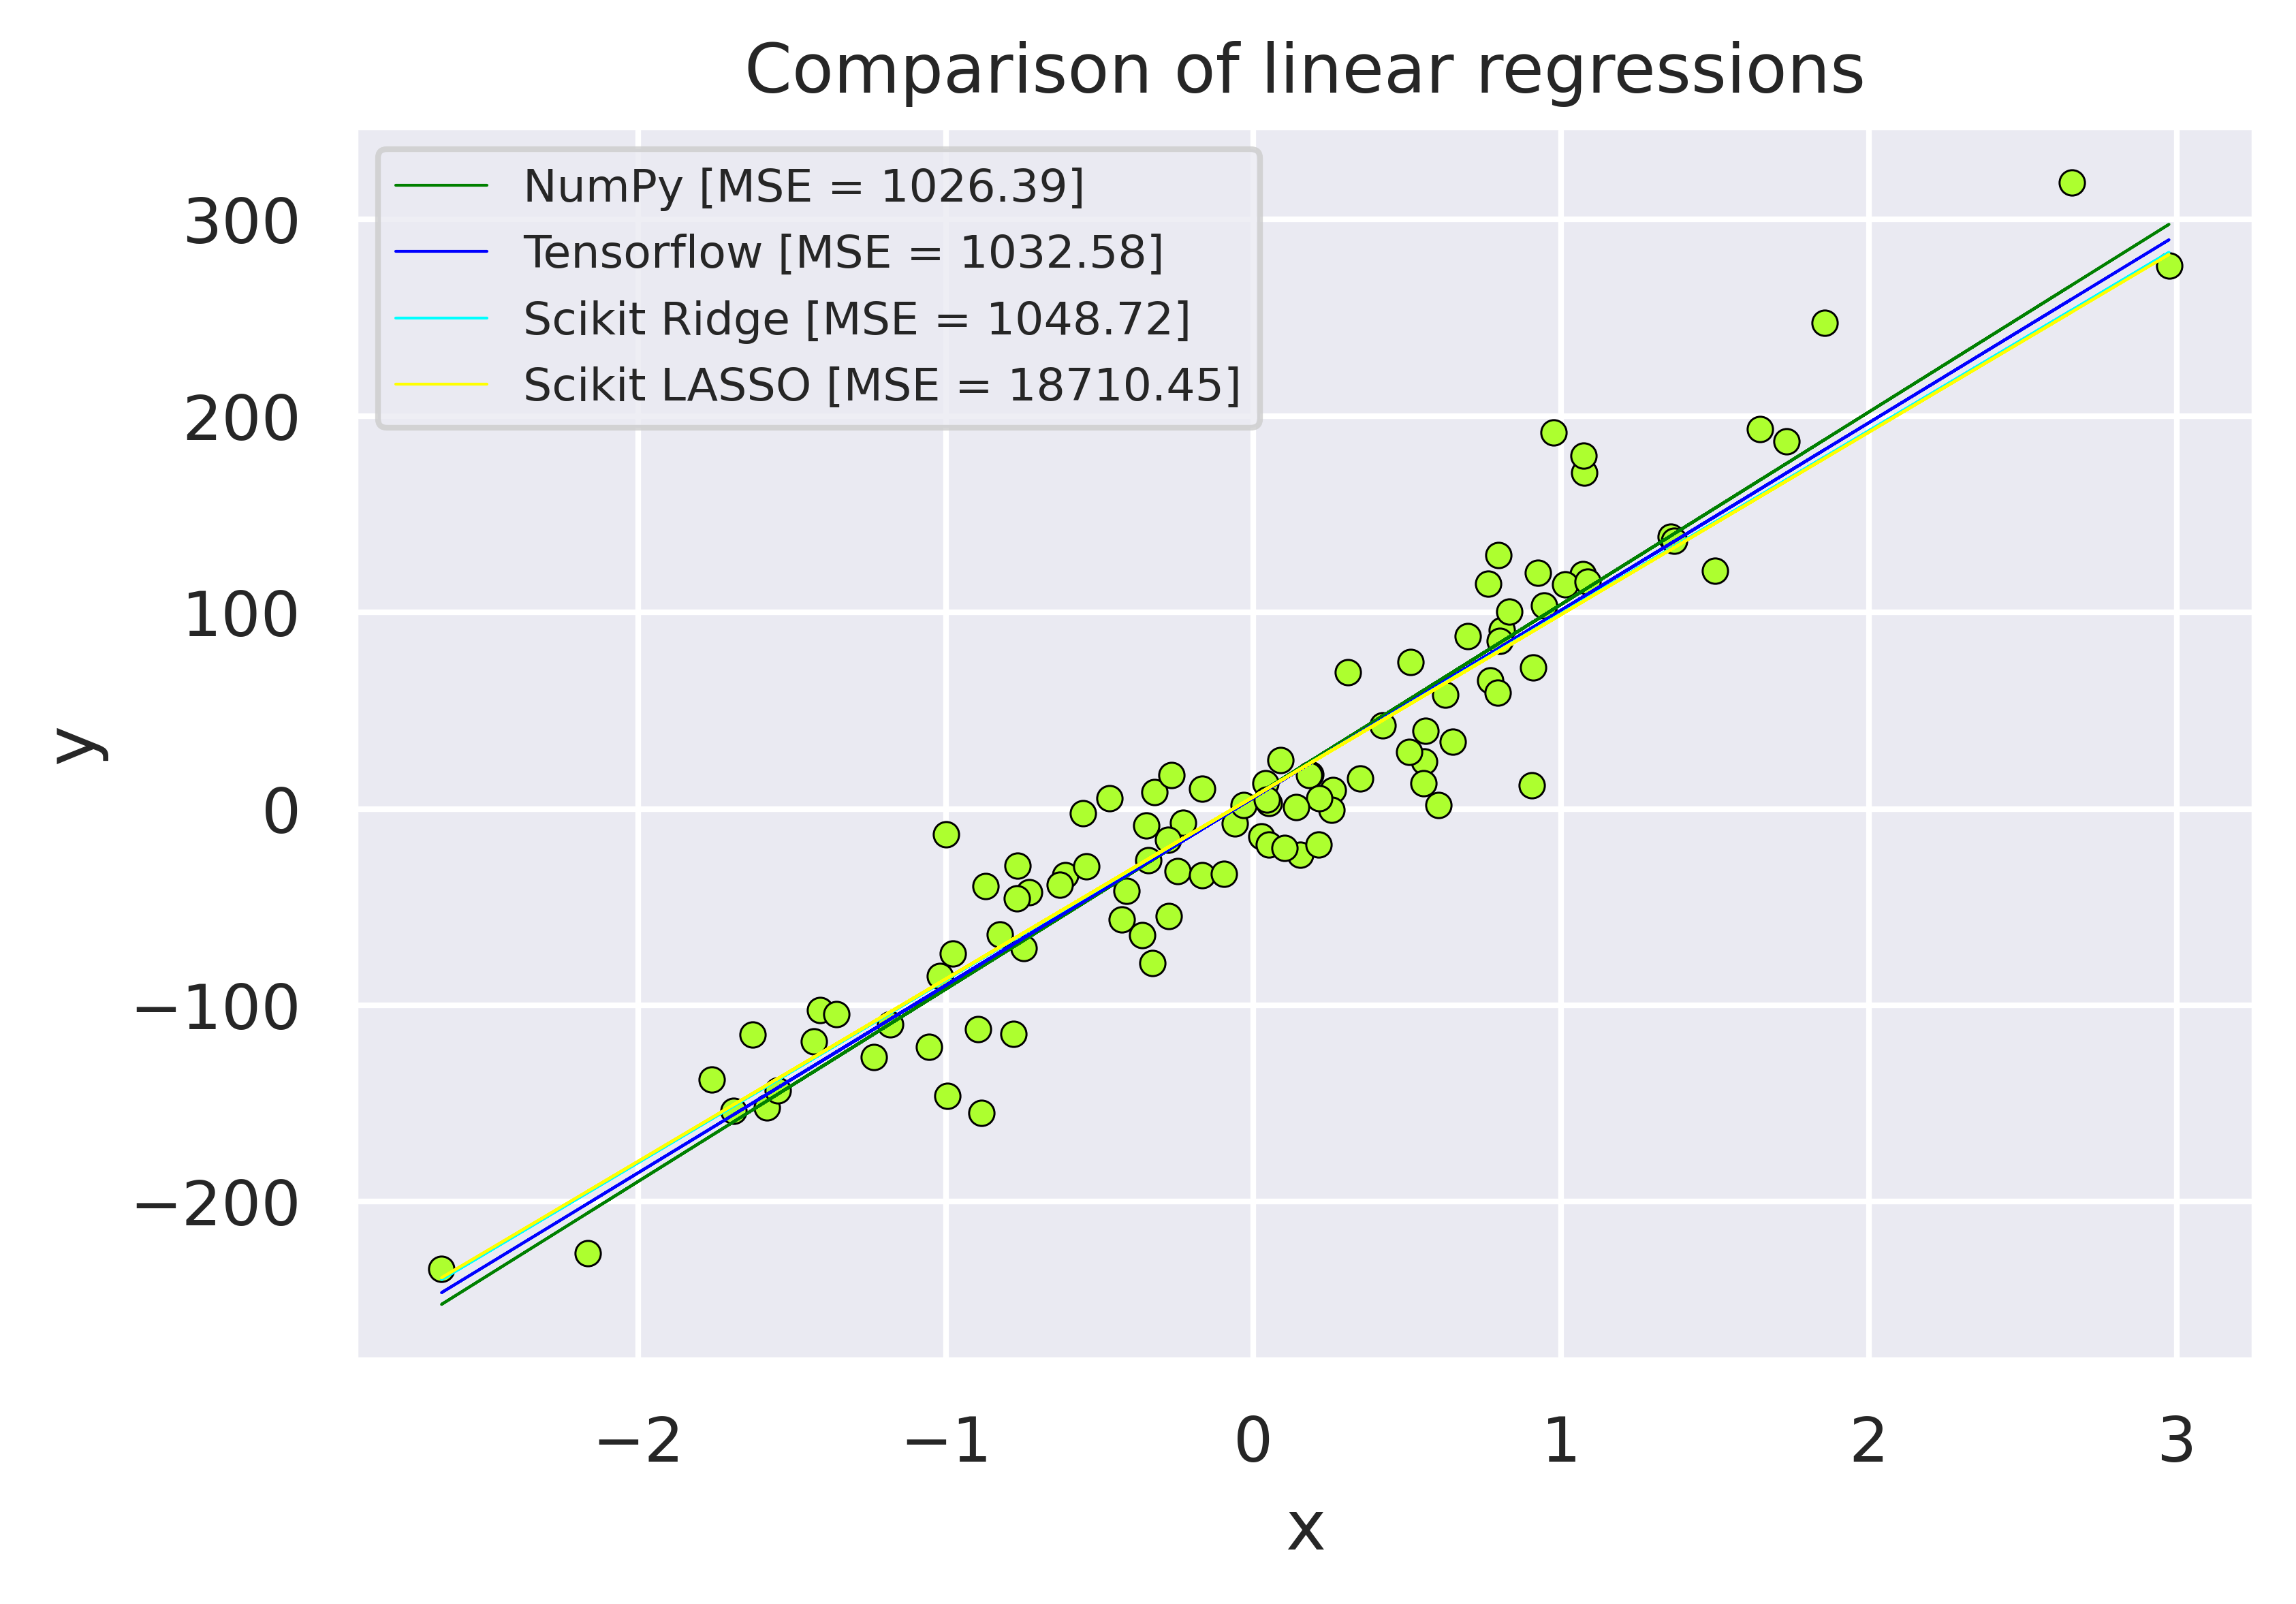 Comparison of linear regressions
NumPy [MSE = 1026.39]
Tensorflow [MSE = 1032.58]
Scikit Ridge [MSE = 1048.72]
Scikit LASSO [MSE = 18710.45]
300
200
100
0
−100
−200
y
−2 −1 0 1 2 3
x